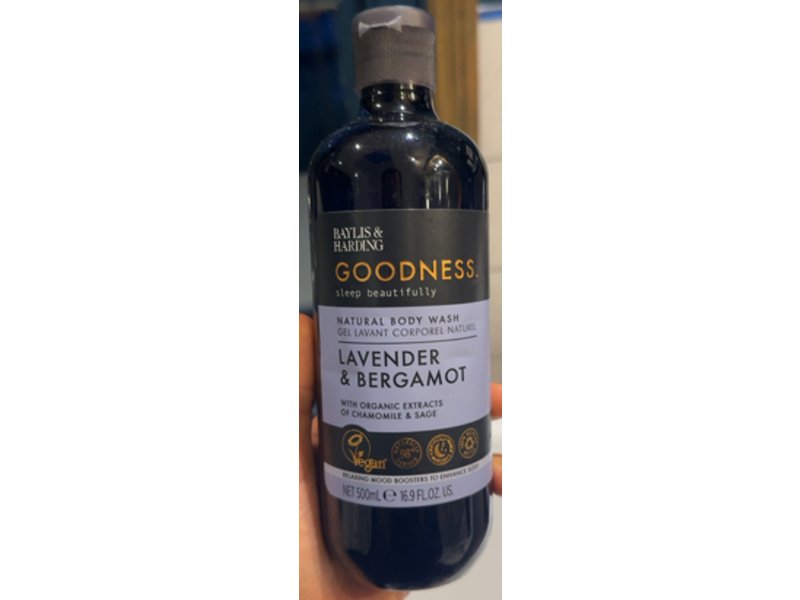 BAYLIS &
HARDING
GOODNESS.
sleep beautifully
NATURAL BODY WASH
GEL LAVANT CORPOREL NATUREL
LAVENDER
& BERGAMOT
WITH ORGANIC EXTRACTS
OF CHAMOMILE & SAGE
Vegan
RELAXING MOOD BOOSTERS TO ENHANCE SLEEP
NET 500mL ℮ 16.9 FL.OZ. US.